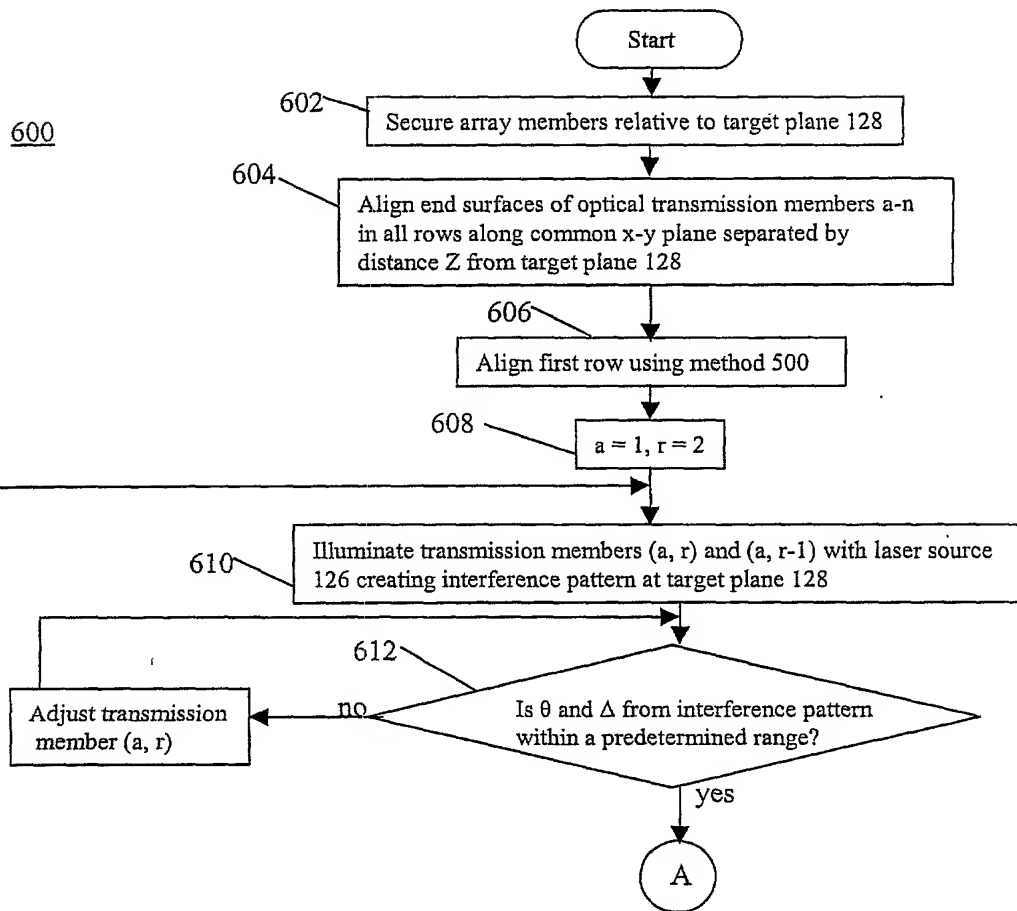 Start
602
Secure array members relative to target plane 128
600
604
Align end surfaces of optical transmission members a-n
in all rows along common x-y plane separated by
distance Z from target plane 128
606
Align first row using method 500
608
a = 1, r = 2
Illuminate transmission members (a, r) and (a, r-1) with laser source
610
126 creating interference pattern at target plane 128
612
Is θ and Δ from interference pattern
within a predetermined range?
no
Adjust transmission
member (a, r)
yes
A